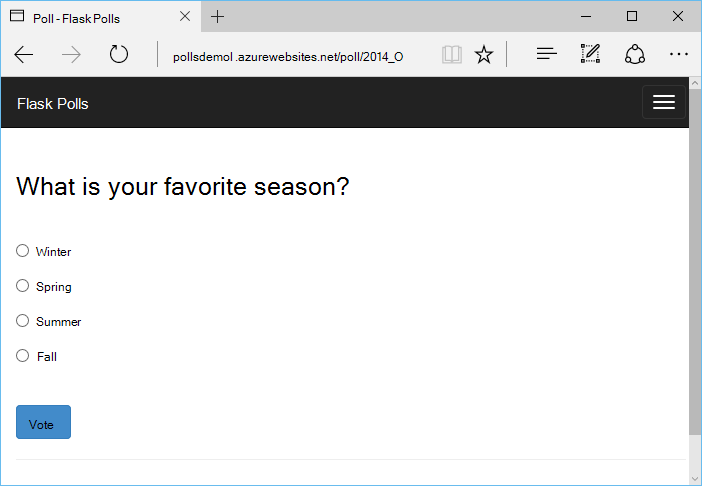 Poll - Flask Polls
pollsdemol .azurewebsites.net/poll/2014_O
Flask Polls
What is your favorite season?
Winter
Spring
Summer
Fall
Vote